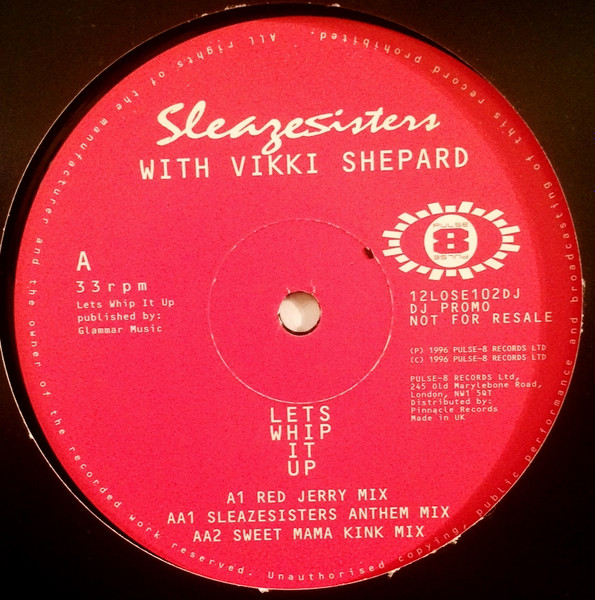 Sleazesisters
WITH VIKKI SHEPARD
A
33rpm
Lets Whip It Up
published by:
Glammar Music
PULSE
8
PULSE
12LOSE102DJ
DJ PROMO
NOT FOR RESALE
(P) 1996 PULSE-8 RECORDS LTD
(C) 1996 PULSE-8 RECORDS LTD
PULSE-8 RECORDS Ltd,
245 Old Marylebone Road,
London, NW1 5QT
Distributed by:
Pinnacle Records
Made in UK
LETS
WHIP
IT
UP
A1 RED JERRY MIX
AA1 SLEAZESISTERS ANTHEM MIX
AA2 SWEET MAMA KINK MIX
All rights of the manufacturer and the owner of the recorded work reserved. Unauthorised copying, public performance and broadcasting of this record prohibited.